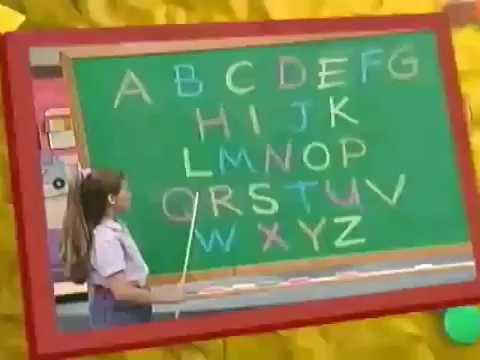 A B C D E F G
H I J K
L M N O P
Q R S T U V
W X Y Z